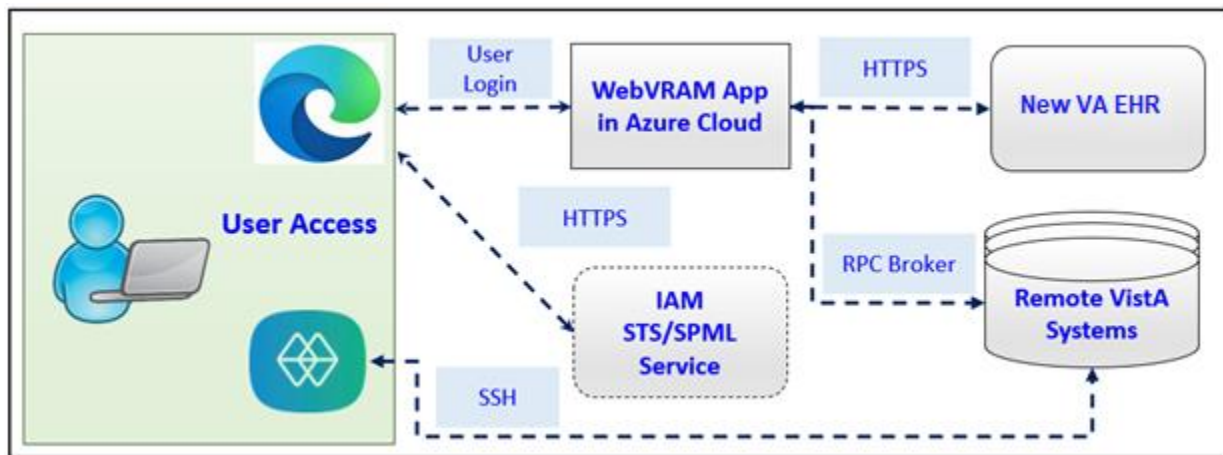 User
Login
WebVRAM App
in Azure Cloud
HTTPS
New VA EHR
User Access
HTTPS
RPC Broker
IAM
STS/SPML
Service
Remote VistA
Systems
SSH